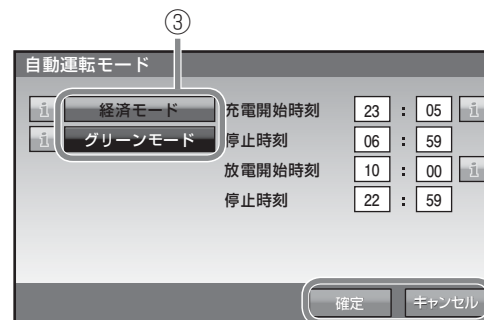 ③
自動運転モード
i 経済モード 充電開始時刻 23 : 05 i
i グリーンモード 停止時刻 06 : 59
放電開始時刻 10 : 00 i
停止時刻 22 : 59
確定 キャンセル